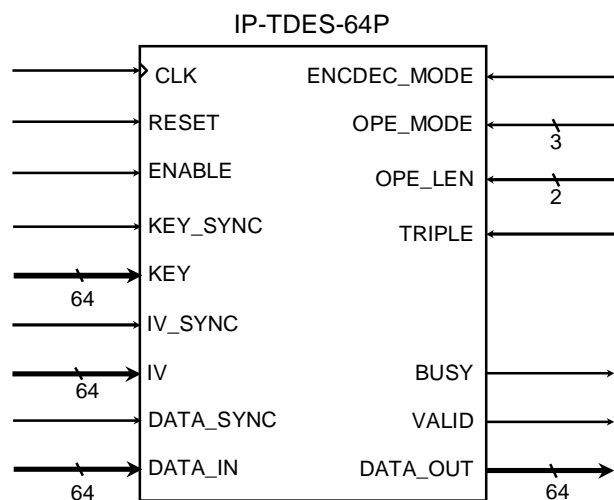 IP-TDES-64P
CLK
ENCDEC_MODE
RESET
OPE_MODE
3
ENABLE
OPE_LEN
2
KEY_SYNC
TRIPLE
KEY
64
IV_SYNC
IV
64
BUSY
DATA_SYNC
VALID
DATA_IN
64
DATA_OUT
64